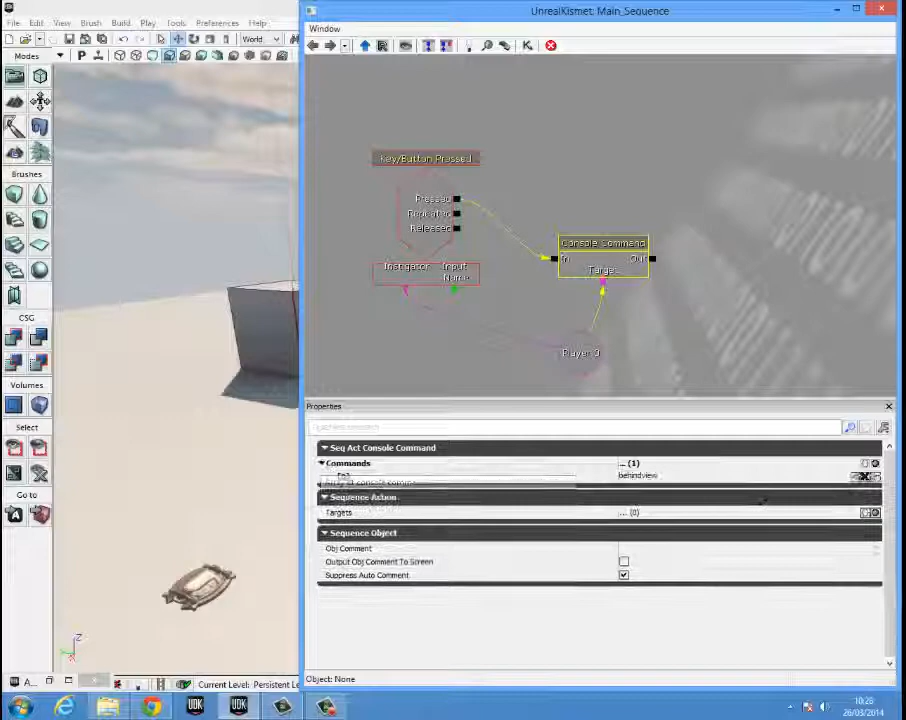 UnrealKismet: Main_Sequence
File Edit View Brush Build Play Tools Preferences Help
Window
World
Modes
Key/Button Pressed
Brushes
Pressed
Repeated
Released
Console Command
In Out
Instigator Input
Name
Target
CSG
Player 0
Volumes
Properties
Select
Seq Act Console Command
Commands ... (1)
[0] behindview
Go to
Sequence Action
Targets ... (0)
Sequence Object
Obj Comment
Output Obj Comment To Screen
Suppress Auto Comment
Z
X
A...
Current Level: Persistent Le
Object: None
UDK UDK
10:28
26/03/2014